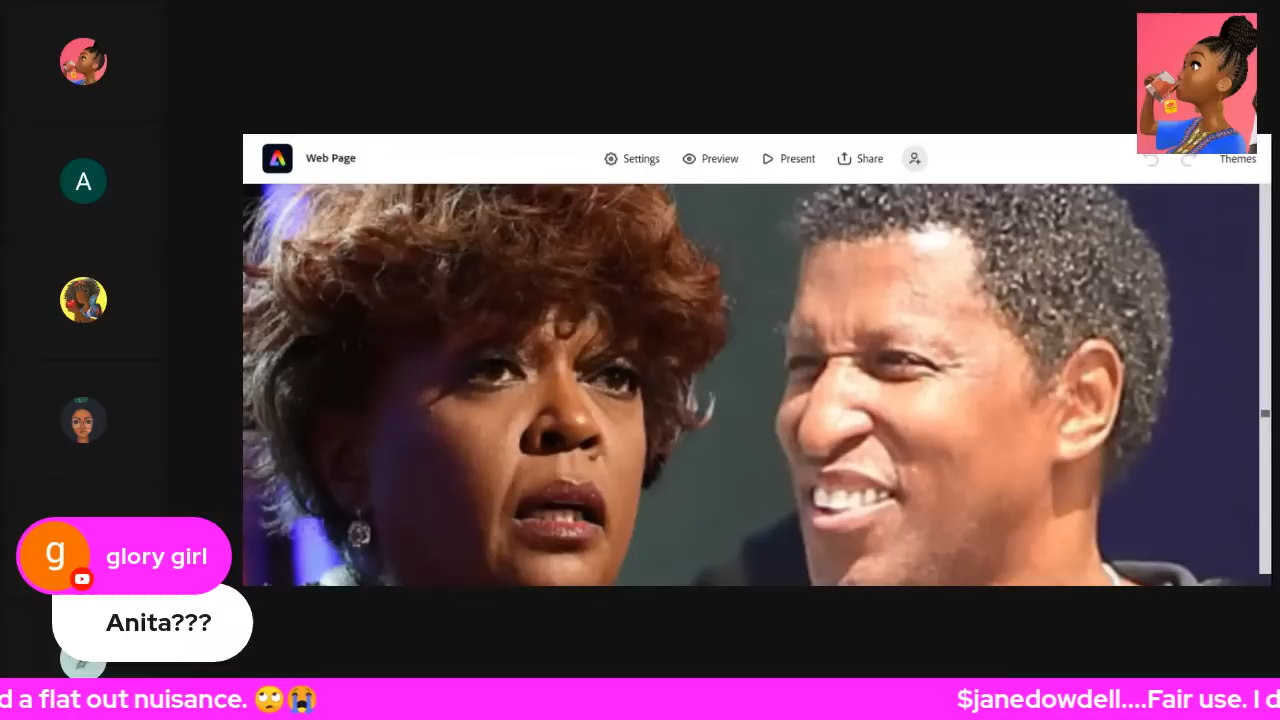 A
Web Page
Settings
Preview
Present
Share
Themes
g
glory girl
Anita???
d a flat out nuisance. 🙄😭
$janedowdell....Fair use. I d